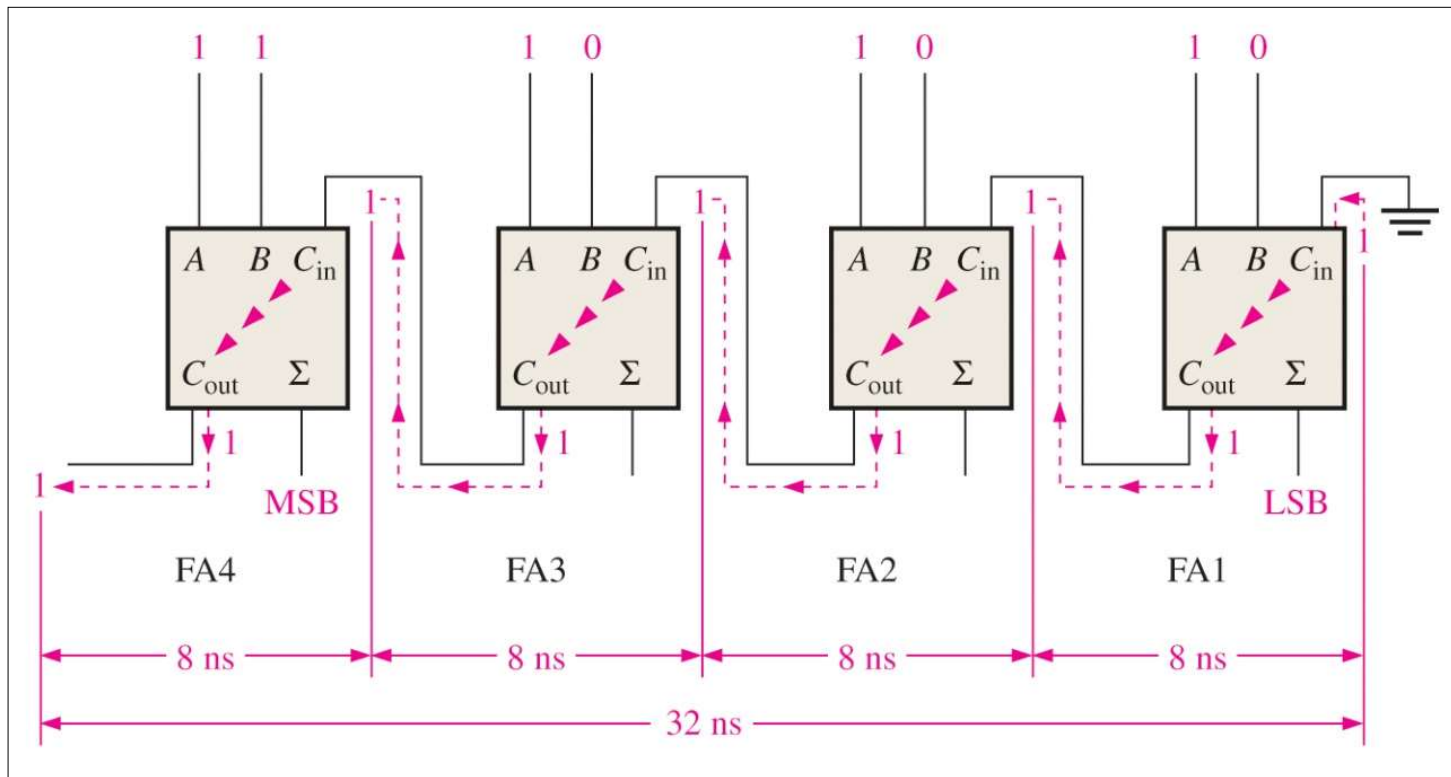 1 1 1 0 1 0 1 0
1 1 1 1
A B Cin A B Cin A B Cin A B Cin
Cout Σ Cout Σ Cout Σ Cout Σ
1 1 1 1
1 MSB LSB
FA4 FA3 FA2 FA1
8 ns 8 ns 8 ns 8 ns
32 ns